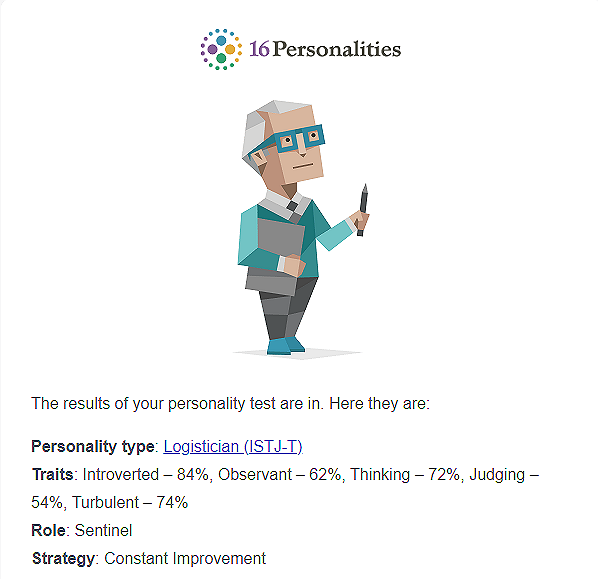 16Personalities
The results of your personality test are in. Here they are:
Personality type: Logistician (ISTJ-T)
Traits: Introverted – 84%, Observant – 62%, Thinking – 72%, Judging –
54%, Turbulent – 74%
Role: Sentinel
Strategy: Constant Improvement